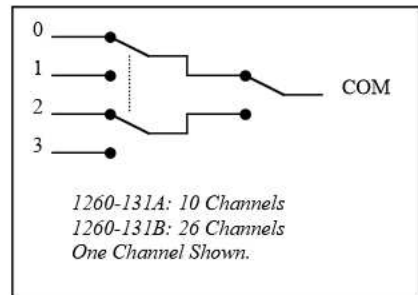 0
1
COM
2
3
1260-131A: 10 Channels
1260-131B: 26 Channels
One Channel Shown.